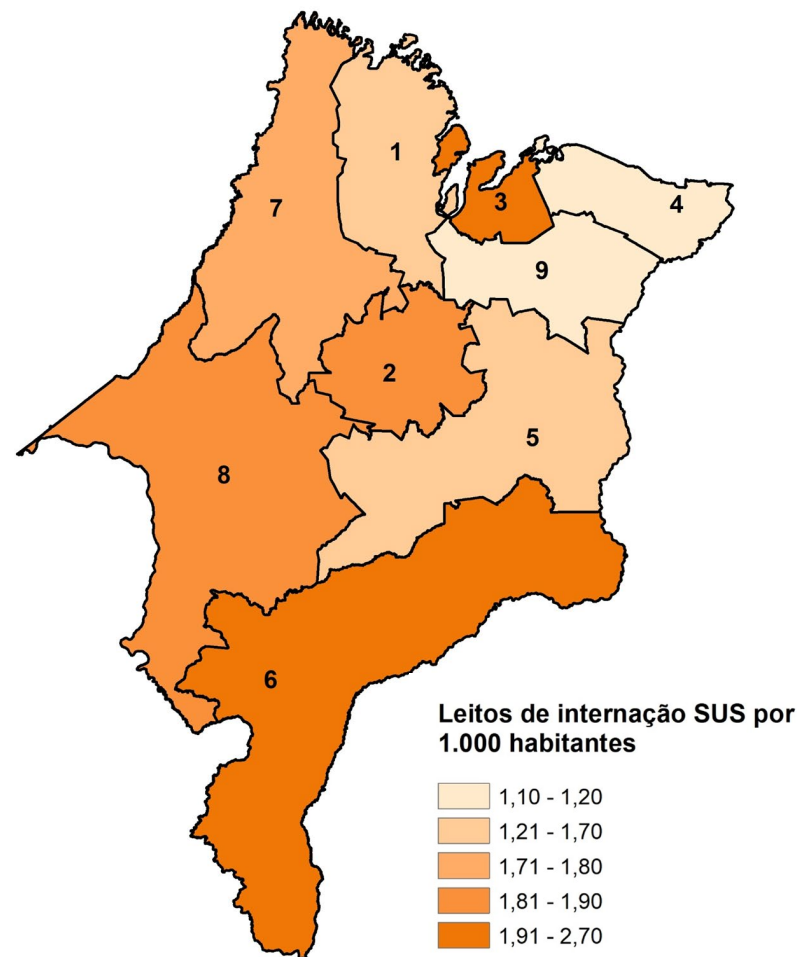 1
7
3
4
9
2
5
8
6
Leitos de internação SUS por
1.000 habitantes
1,10 - 1,20
1,21 - 1,70
1,71 - 1,80
1,81 - 1,90
1,91 - 2,70